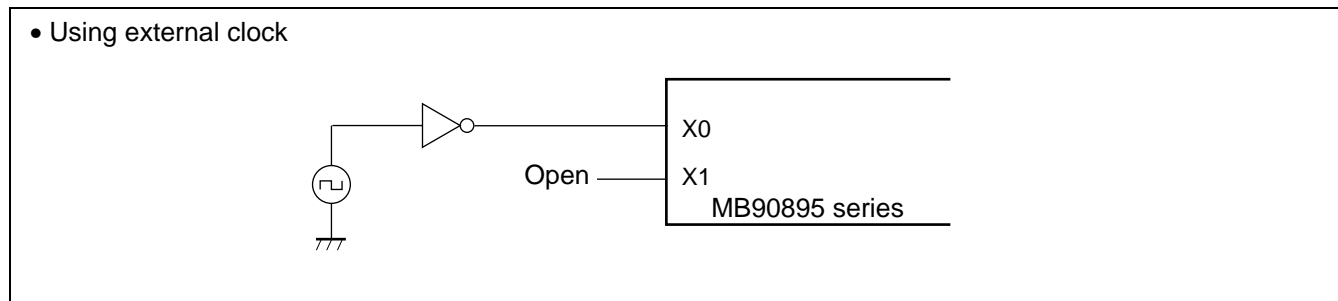 • Using external clock
X0
Open
X1
MB90895 series